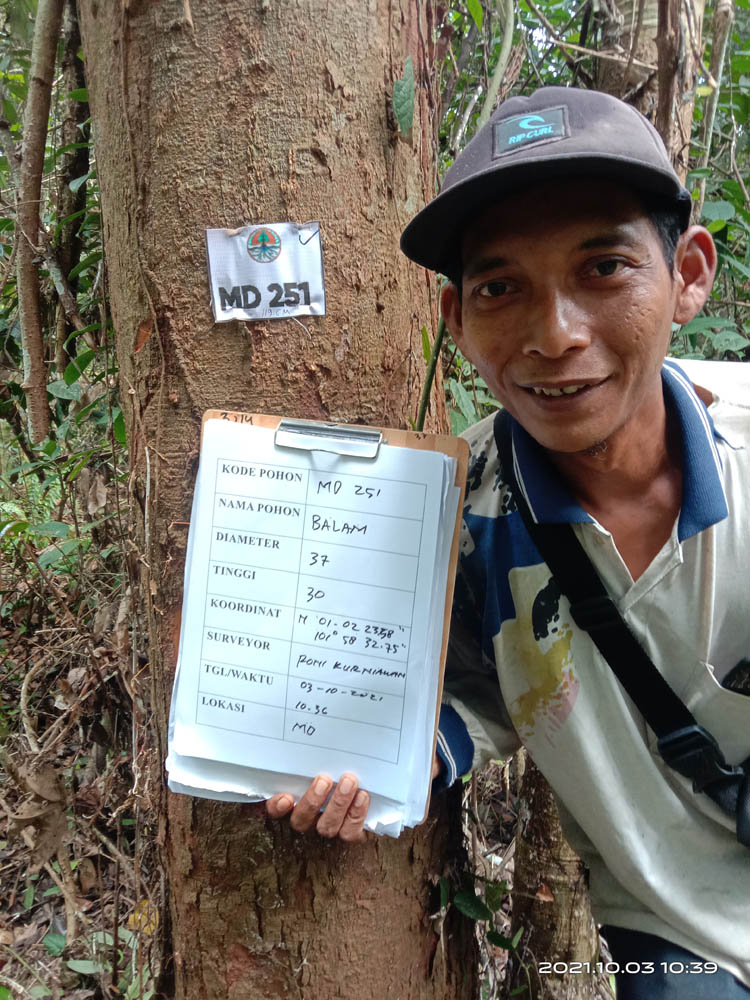 RIP CURL
MD 251
119 CM
KODE POHON MD 251
NAMA POHON BALAM
DIAMETER 37
TINGGI 30
KOORDINAT N 01-02 23.58"
101° 58 32.75"
SURVEYOR RONI KURNIAWAN
TGL/WAKTU 03-10-2021
10.36
LOKASI MD
2021.10.03 10:39